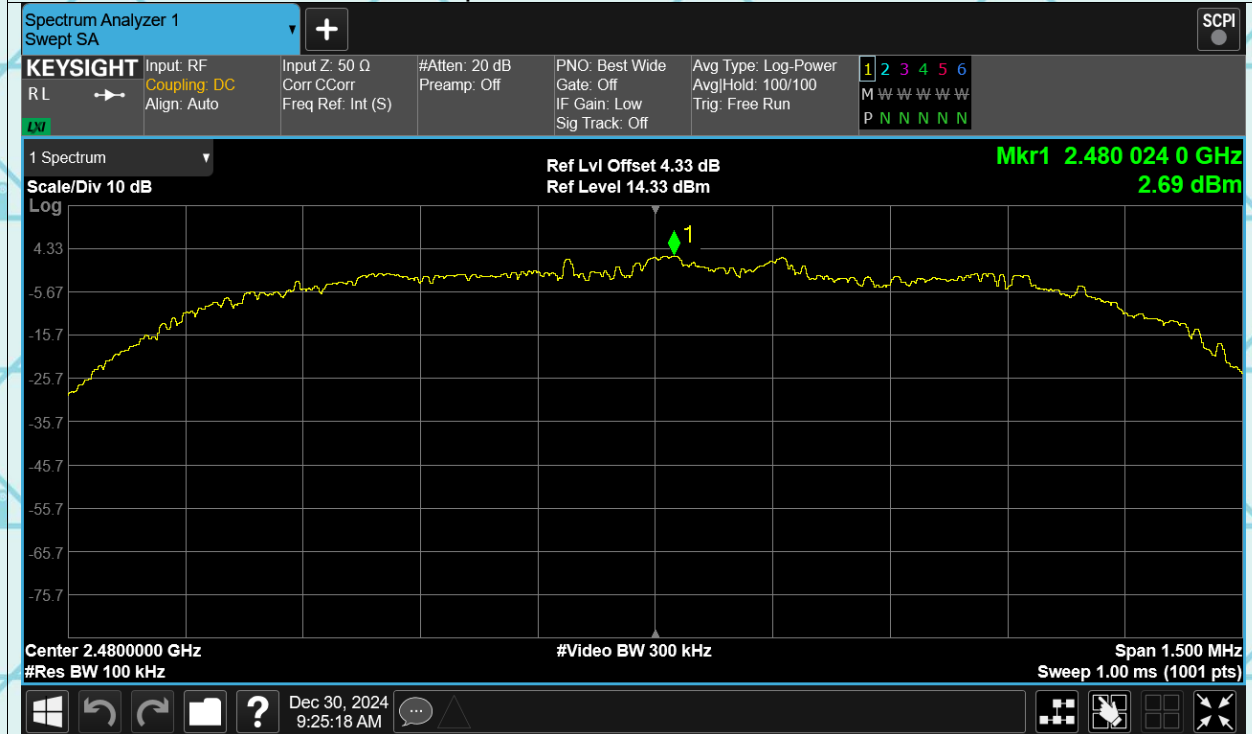 Spectrum Analyzer 1
Swept SA
+
SCPI
KEYSIGHT
R L
LXI
Input: RF
Coupling: DC
Align: Auto
Input Z: 50 Ω
Corr CCorr
Freq Ref: Int (S)
#Atten: 20 dB
Preamp: Off
PNO: Best Wide
Gate: Off
IF Gain: Low
Sig Track: Off
Avg Type: Log-Power
Avg|Hold: 100/100
Trig: Free Run
1 2 3 4 5 6
M W W W W W
P N N N N N
1 Spectrum
Scale/Div 10 dB
Log
Ref Lvl Offset 4.33 dB
Ref Level 14.33 dBm
Mkr1 2.480 024 0 GHz
2.69 dBm
1
4.33
-5.67
-15.7
-25.7
-35.7
-45.7
-55.7
-65.7
-75.7
Center 2.4800000 GHz
#Res BW 100 kHz
#Video BW 300 kHz
Span 1.500 MHz
Sweep 1.00 ms (1001 pts)
?
Dec 30, 2024
9:25:18 AM